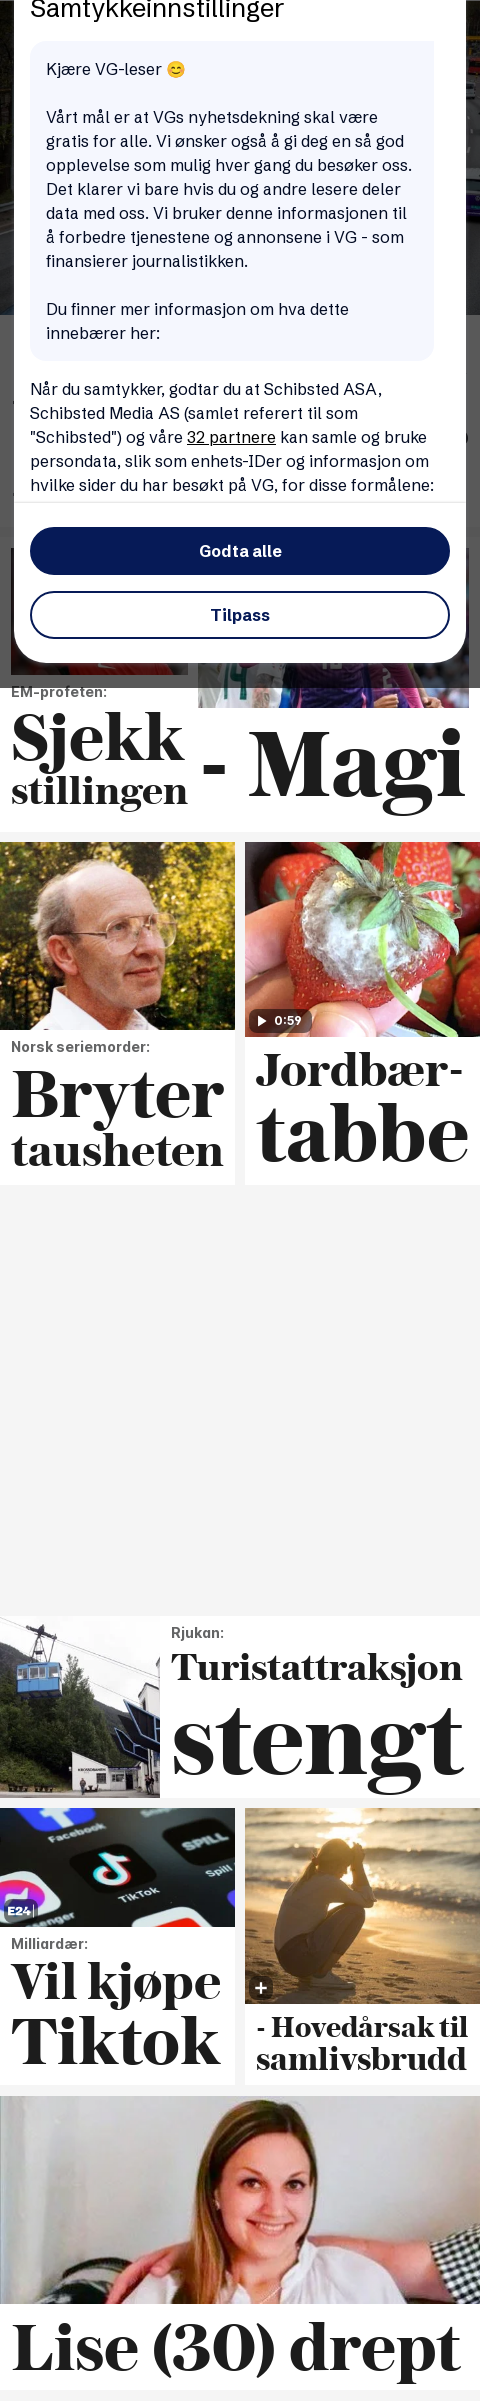 Samtykkeinnstillinger
Kjære VG-leser 😊
Vårt mål er at VGs nyhetsdekning skal være
gratis for alle. Vi ønsker også å gi deg en så god
opplevelse som mulig hver gang du besøker oss.
Det klarer vi bare hvis du og andre lesere deler
data med oss. Vi bruker denne informasjonen til
å forbedre tjenestene og annonsene i VG - som
finansierer journalistikken.
Du finner mer informasjon om hva dette
innebærer her:
Når du samtykker, godtar du at Schibsted ASA,
Schibsted Media AS (samlet referert til som
"Schibsted") og våre 32 partnere kan samle og bruke
persondata, slik som enhets-IDer og informasjon om
hvilke sider du har besøkt på VG, for disse formålene:
Godta alle
Tilpass
EM-profeten:
Sjekk
stillingen
- Magi
Norsk seriemorder:
Bryter
tausheten
0:59
Jordbær-
tabbe
Rjukan:
Turistattraksjon
stengt
Facebook
TikTok
SPILL
Spill
E24
Milliardær:
Vil kjøpe
Tiktok
- Hovedårsak til
samlivsbrudd
Lise (30) drept